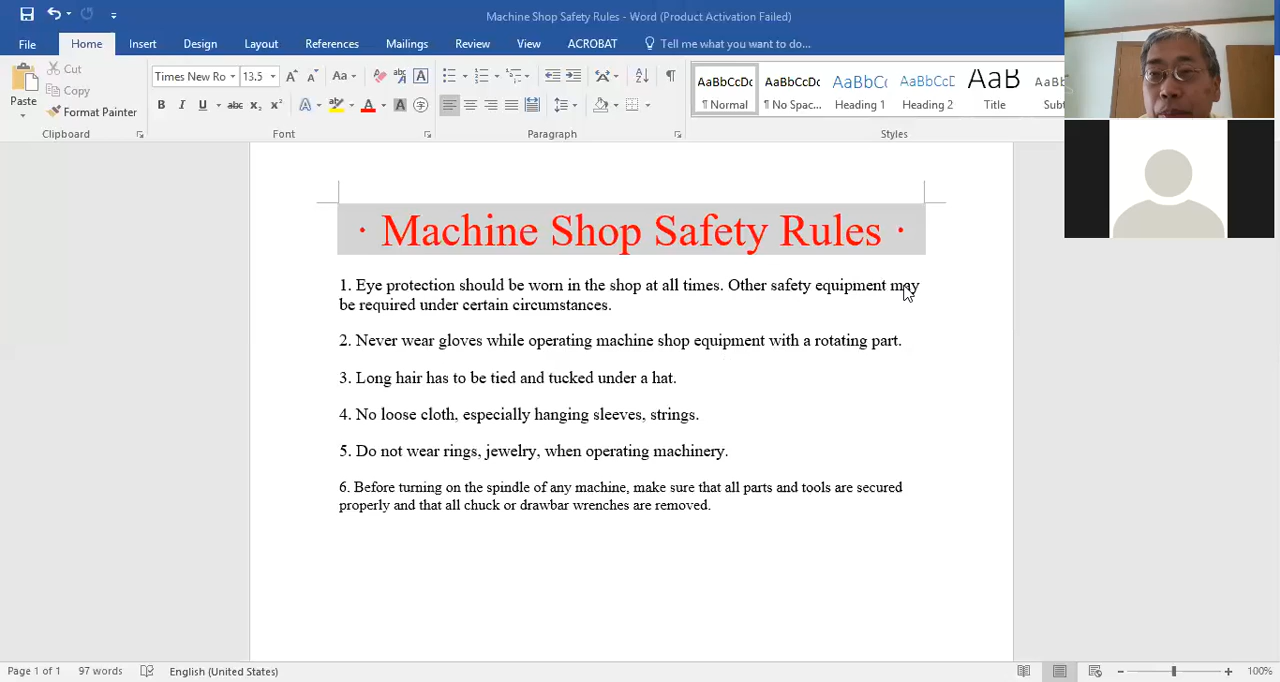 Machine Shop Safety Rules - Word (Product Activation Failed)
File Home Insert Design Layout References Mailings Review View ACROBAT Tell me what you want to do...
Paste
Cut
Copy
Format Painter
Clipboard
Times New Ro 13.5
Font
Paragraph
AaBbCcDc AaBbCcDc AaBbCc AaBbCcD AaB AaBb
¶ Normal ¶ No Spac... Heading 1 Heading 2 Title Subt
Styles
· Machine Shop Safety Rules ·
1. Eye protection should be worn in the shop at all times. Other safety equipment may
be required under certain circumstances.
2. Never wear gloves while operating machine shop equipment with a rotating part.
3. Long hair has to be tied and tucked under a hat.
4. No loose cloth, especially hanging sleeves, strings.
5. Do not wear rings, jewelry, when operating machinery.
6. Before turning on the spindle of any machine, make sure that all parts and tools are secured
properly and that all chuck or drawbar wrenches are removed.
Page 1 of 1 97 words English (United States) 100%